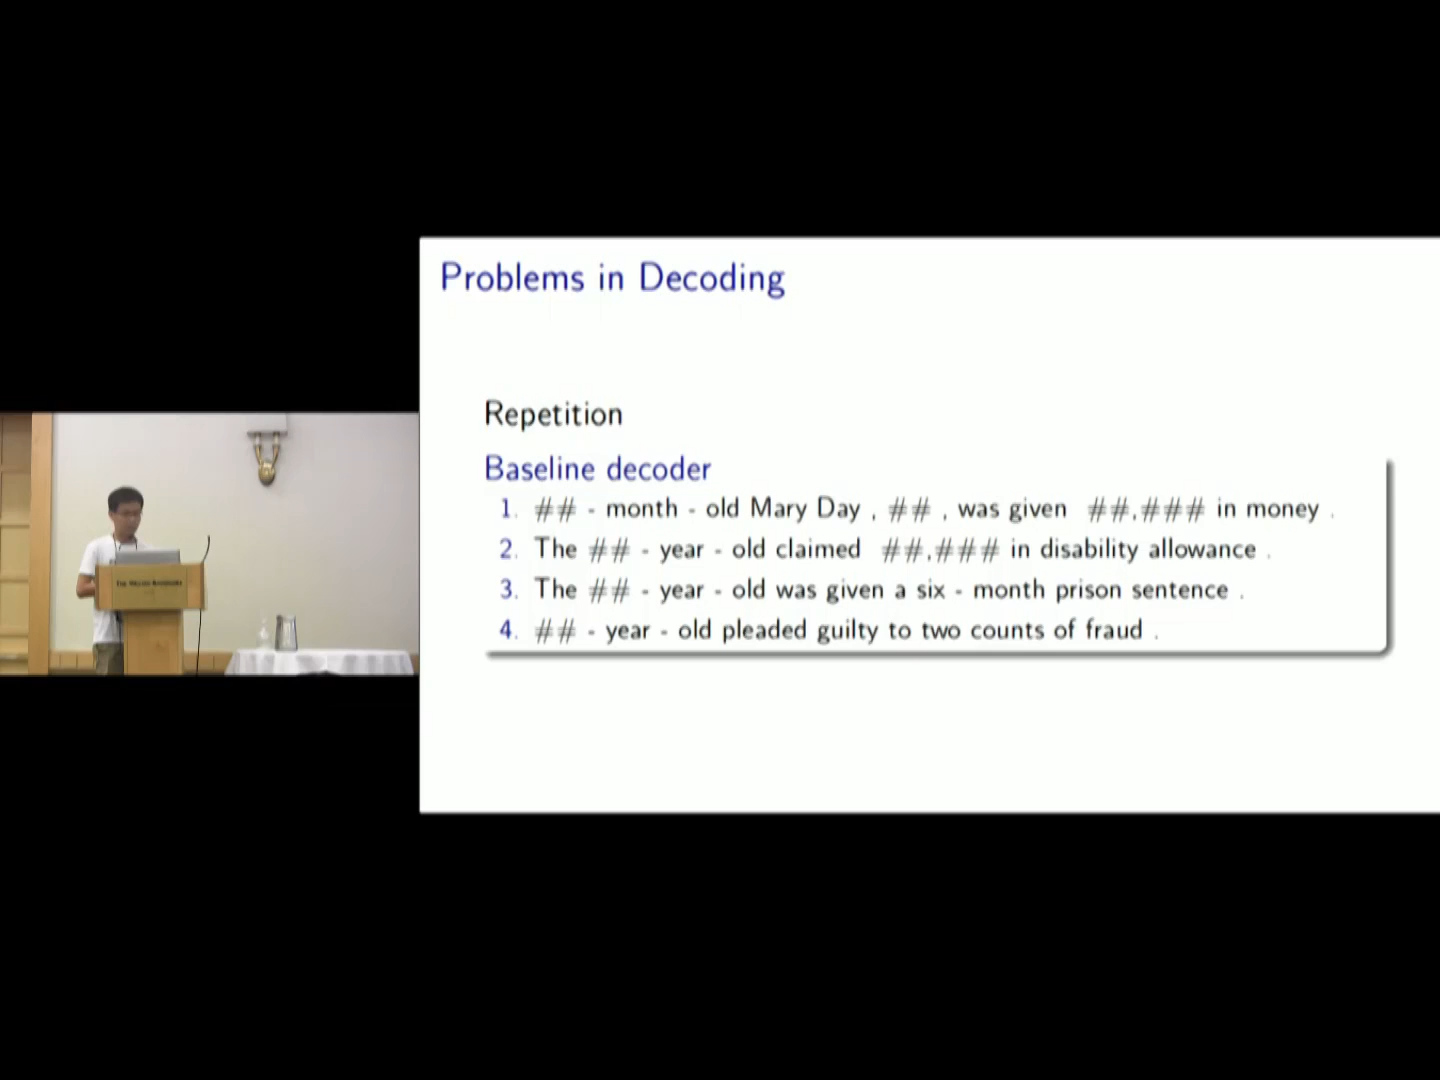 Problems in Decoding
Repetition
Baseline decoder
1. ## - month - old Mary Day , ## , was given ##,### in money .
2. The ## - year - old claimed ##,### in disability allowance .
3. The ## - year - old was given a six - month prison sentence .
4. ## - year - old pleaded guilty to two counts of fraud .